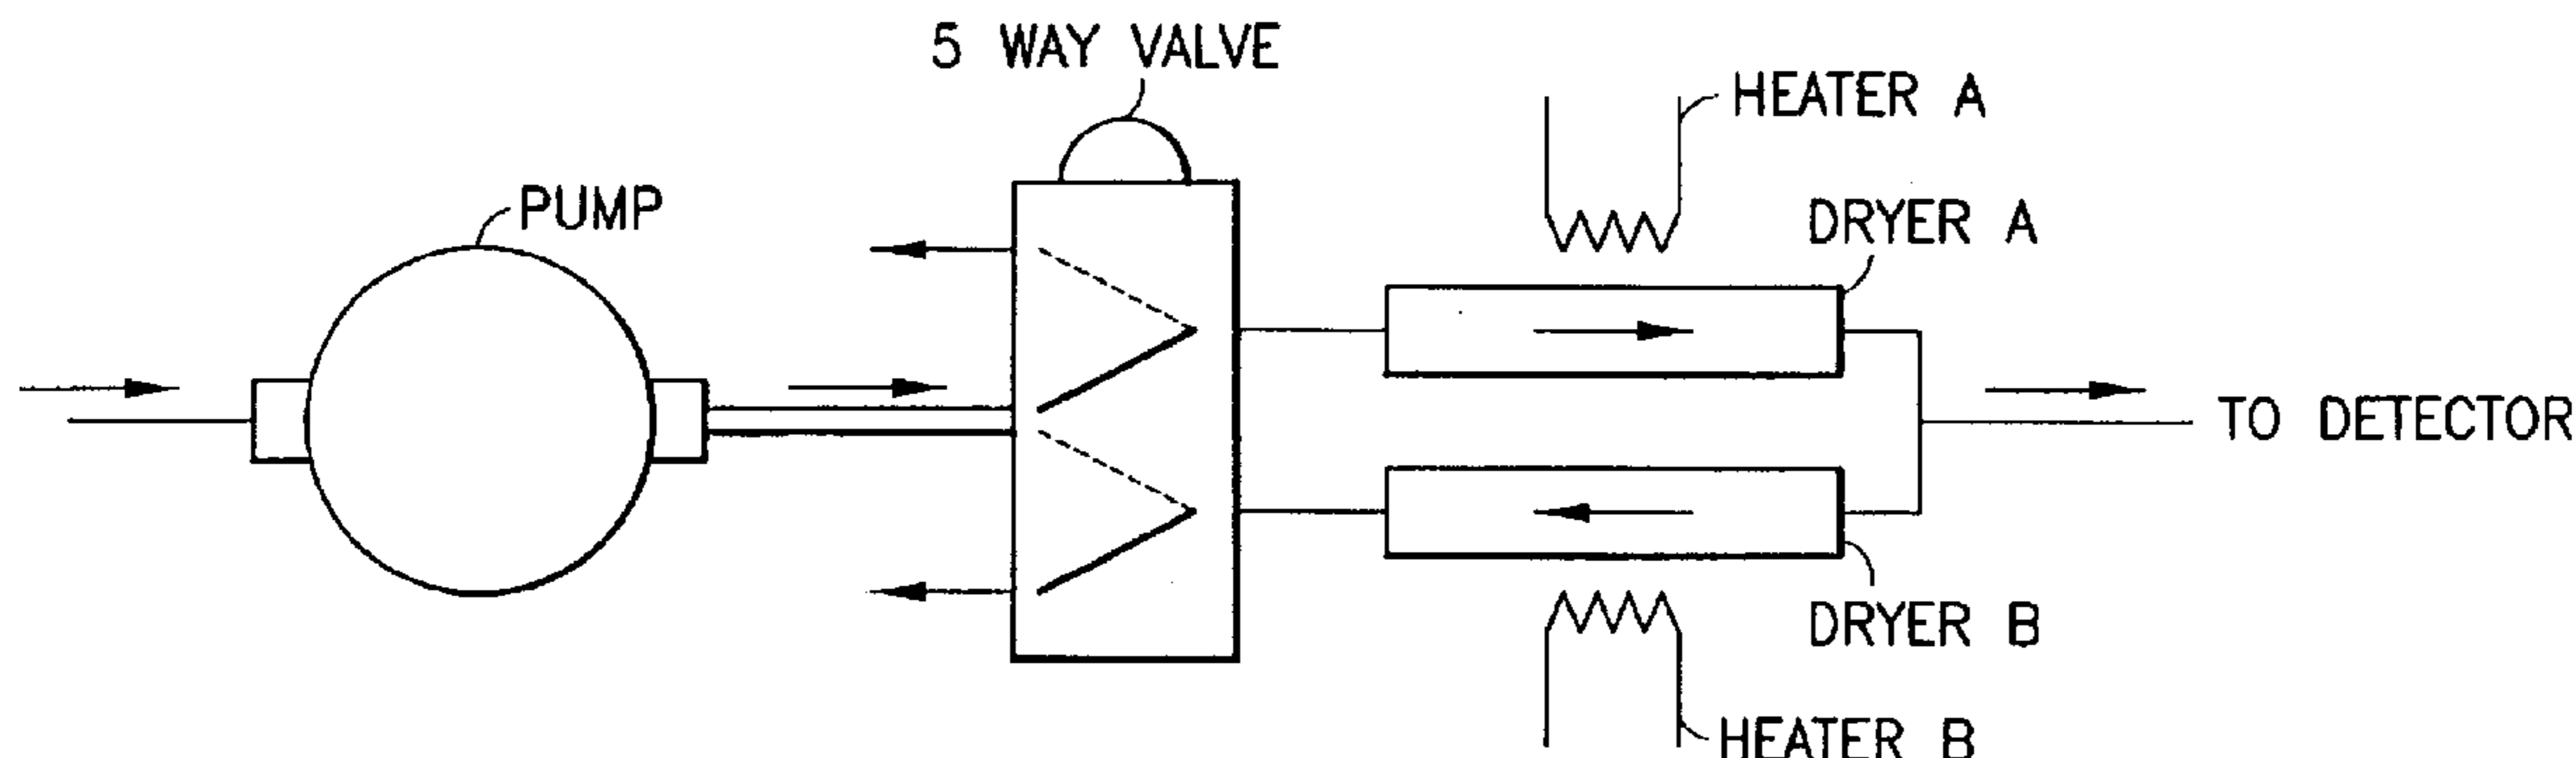 5 WAY VALVE
HEATER A
PUMP
DRYER A
TO DETECTOR
DRYER B
HEATER B